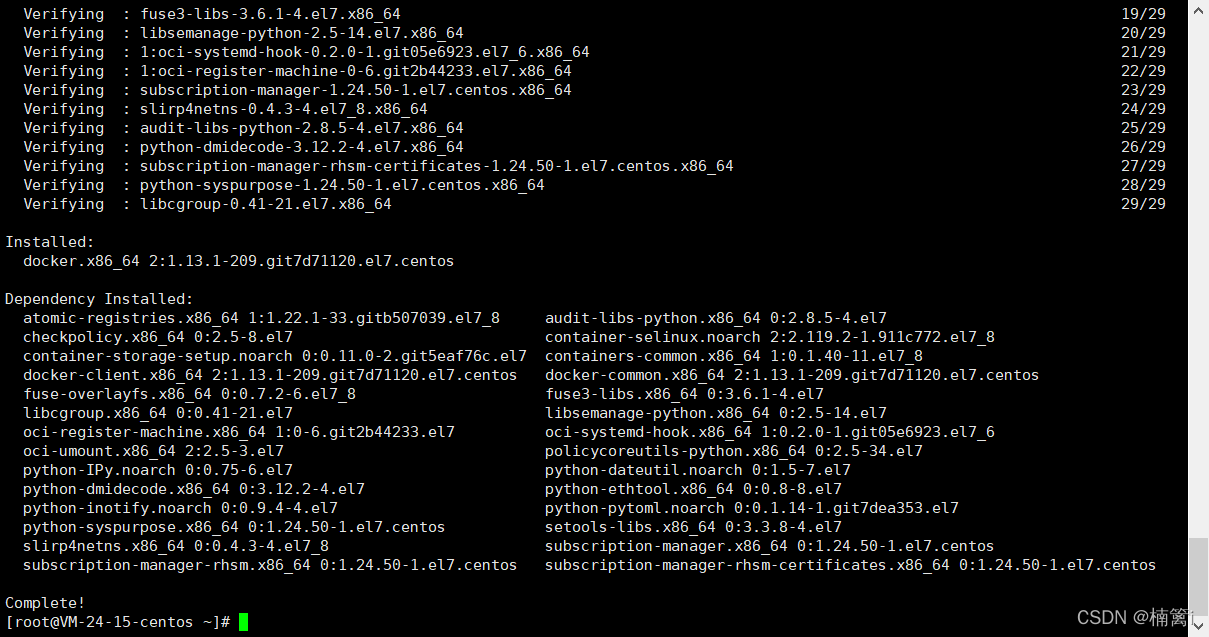 Verifying : fuse3-libs-3.6.1-4.el7.x86_64 19/29
Verifying : libsemanage-python-2.5-14.el7.x86_64 20/29
Verifying : 1:oci-systemd-hook-0.2.0-1.git05e6923.el7_6.x86_64 21/29
Verifying : 1:oci-register-machine-0-6.git2b44233.el7.x86_64 22/29
Verifying : subscription-manager-1.24.50-1.el7.centos.x86_64 23/29
Verifying : slirp4netns-0.4.3-4.el7_8.x86_64 24/29
Verifying : audit-libs-python-2.8.5-4.el7.x86_64 25/29
Verifying : python-dmidecode-3.12.2-4.el7.x86_64 26/29
Verifying : subscription-manager-rhsm-certificates-1.24.50-1.el7.centos.x86_64 27/29
Verifying : python-syspurpose-1.24.50-1.el7.centos.x86_64 28/29
Verifying : libcgroup-0.41-21.el7.x86_64 29/29
Installed:
docker.x86_64 2:1.13.1-209.git7d71120.el7.centos
Dependency Installed:
atomic-registries.x86_64 1:1.22.1-33.gitb507039.el7_8 audit-libs-python.x86_64 0:2.8.5-4.el7
checkpolicy.x86_64 0:2.5-8.el7 container-selinux.noarch 2:2.119.2-1.911c772.el7_8
container-storage-setup.noarch 0:0.11.0-2.git5eaf76c.el7 containers-common.x86_64 1:0.1.40-11.el7_8
docker-client.x86_64 2:1.13.1-209.git7d71120.el7.centos docker-common.x86_64 2:1.13.1-209.git7d71120.el7.centos
fuse-overlayfs.x86_64 0:0.7.2-6.el7_8 fuse3-libs.x86_64 0:3.6.1-4.el7
libcgroup.x86_64 0:0.41-21.el7 libsemanage-python.x86_64 0:2.5-14.el7
oci-register-machine.x86_64 1:0-6.git2b44233.el7 oci-systemd-hook.x86_64 1:0.2.0-1.git05e6923.el7_6
oci-umount.x86_64 2:2.5-3.el7 policycoreutils-python.x86_64 0:2.5-34.el7
python-IPy.noarch 0:0.75-6.el7 python-dateutil.noarch 0:1.5-7.el7
python-dmidecode.x86_64 0:3.12.2-4.el7 python-ethtool.x86_64 0:0.8-8.el7
python-inotify.noarch 0:0.9.4-4.el7 python-pytoml.noarch 0:0.1.14-1.git7dea353.el7
python-syspurpose.x86_64 0:1.24.50-1.el7.centos setools-libs.x86_64 0:3.3.8-4.el7
slirp4netns.x86_64 0:0.4.3-4.el7_8 subscription-manager.x86_64 0:1.24.50-1.el7.centos
subscription-manager-rhsm.x86_64 0:1.24.50-1.el7.centos subscription-manager-rhsm-certificates.x86_64 0:1.24.50-1.el7.centos
Complete!
[root@VM-24-15-centos ~]#
CSDN @楠篱i